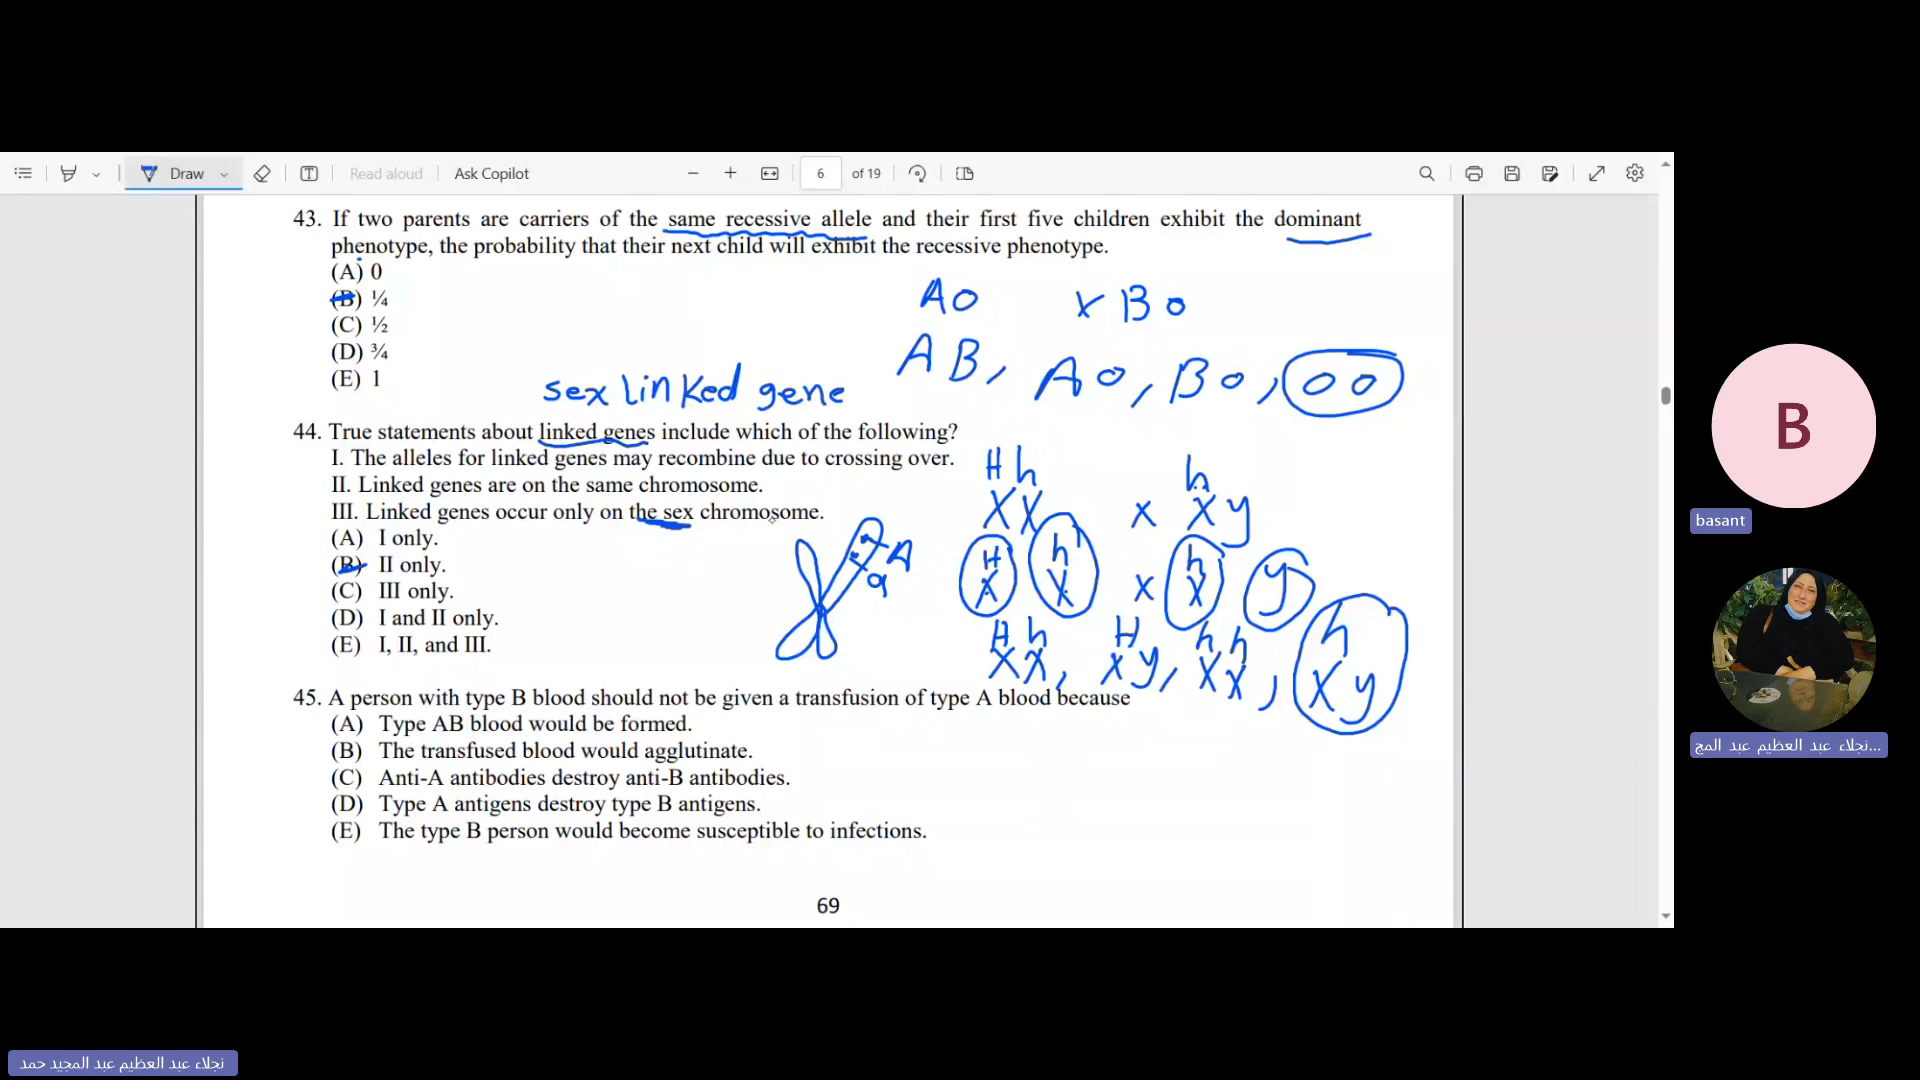 Draw
Read aloud
Ask Copilot
6 of 19
43. If two parents are carriers of the same recessive allele and their first five children exhibit the dominant
phenotype, the probability that their next child will exhibit the recessive phenotype.
(A) 0
(B) ¼
(C) ½
(D) ¾
(E) 1
Ao x Bo
AB, Ao, Bo, oo
sex linked gene
44. True statements about linked genes include which of the following?
I. The alleles for linked genes may recombine due to crossing over.
II. Linked genes are on the same chromosome.
III. Linked genes occur only on the sex chromosome.
(A) I only.
(B) II only.
(C) III only.
(D) I and II only.
(E) I, II, and III.
H h h
X X x X y
A
a
H h h
X X x X y
H h H h h h
X X, X y, X X, X y
45. A person with type B blood should not be given a transfusion of type A blood because
(A) Type AB blood would be formed.
(B) The transfused blood would agglutinate.
(C) Anti-A antibodies destroy anti-B antibodies.
(D) Type A antigens destroy type B antigens.
(E) The type B person would become susceptible to infections.
69
B
basant
نجلاء عبد العظيم عبد المج...
نجلاء عبد العظيم عبد المجيد حمد